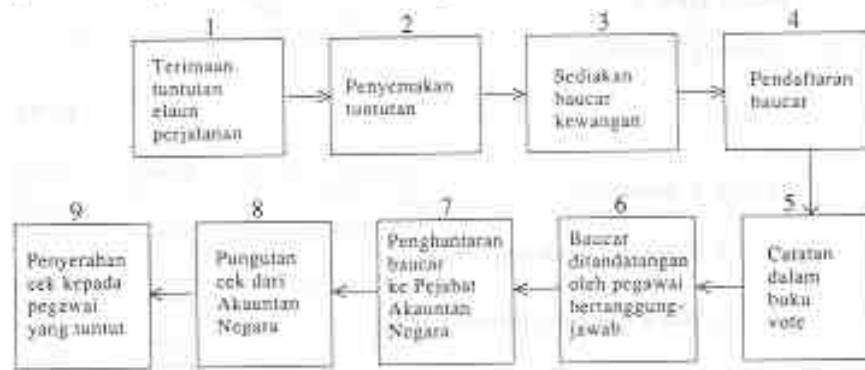 1
Terimaan
tuntutan
elaun
perjalanan
2
Penyemakan
tuntutan
3
Sediakan
baucar
kewangan
4
Pendaftaran
baucar
5
Catatan
dalam
buku
vote
6
Baucar
ditandatangan
oleh pegawai
bertanggung-
jawab
7
Penghantaran
baucar
ke Pejabat
Akauntan
Negara
8
Pungutan
cek dari
Akauntan
Negara
9
Penyerahan
cek kepada
pegawai
yang tuntut